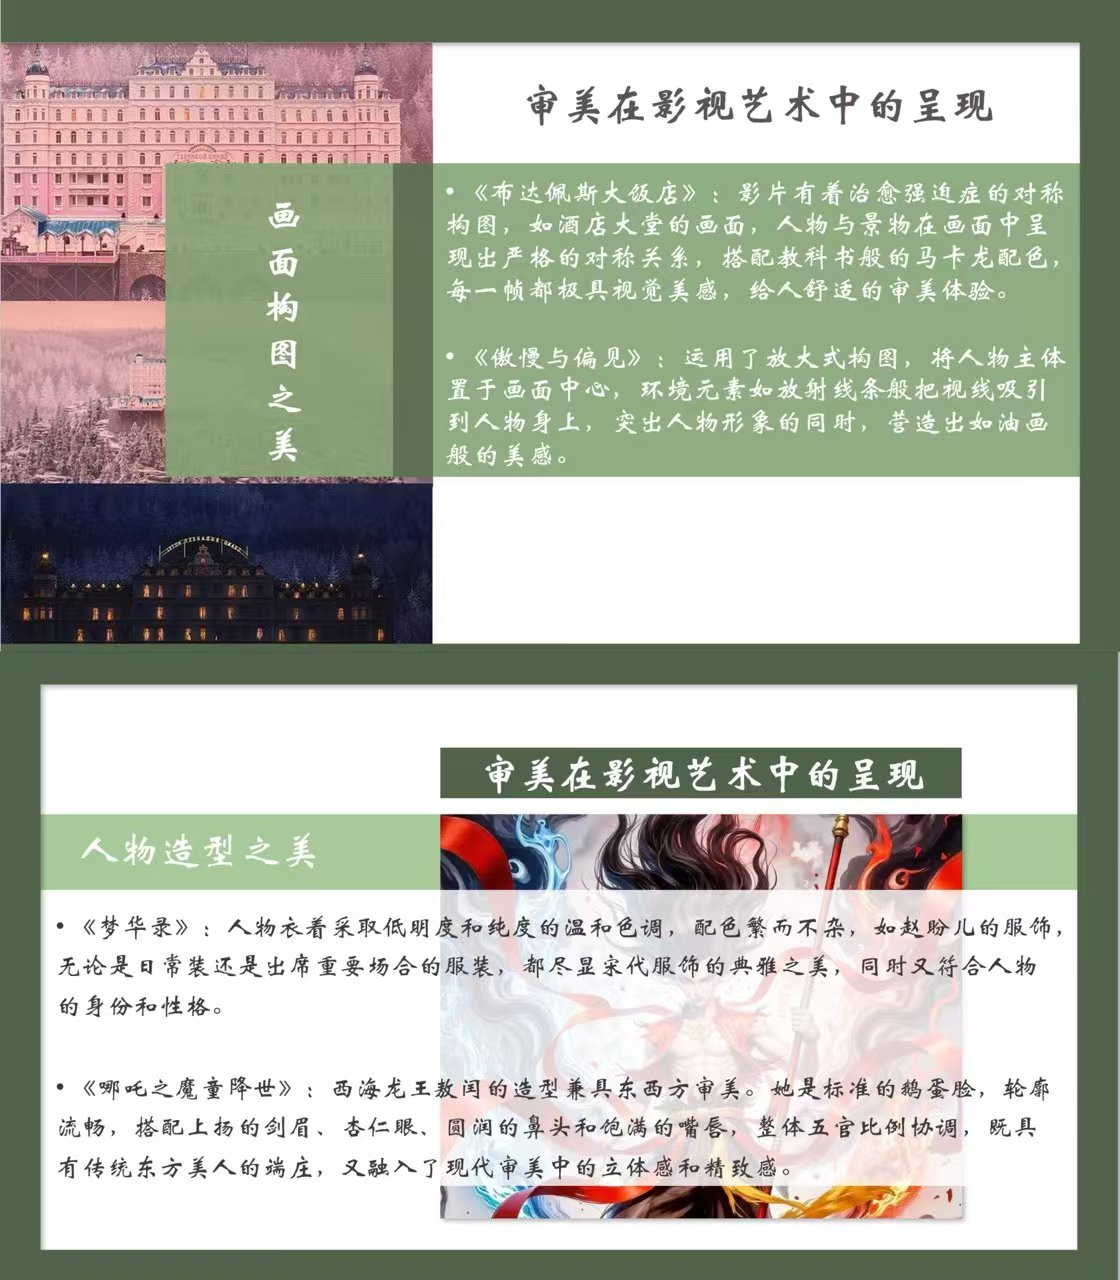 审美在影视艺术中的呈现
画面构图之美
• 《布达佩斯大饭店》：影片有着治愈强迫症的对称
构图，如酒店大堂的画面，人物与景物在画面中呈
现出严格的对称关系，搭配教科书般的马卡龙配色，
每一帧都极具视觉美感，给人舒适的审美体验。
• 《傲慢与偏见》：运用了放大式构图，将人物主体
置于画面中心，环境元素如放射线条般把视线吸引
到人物身上，突出人物形象的同时，营造出如油画
般的美感。
审美在影视艺术中的呈现
人物造型之美
• 《梦华录》：人物衣着采取低明度和纯度的温和色调，配色繁而不杂，如赵盼儿的服饰，
无论是日常装还是出席重要场合的服装，都尽显宋代服饰的典雅之美，同时又符合人物
的身份和性格。
• 《哪吒之魔童降世》：西海龙王敖闰的造型兼具东西方审美。她是标准的鹅蛋脸，轮廓
流畅，搭配上扬的剑眉、杏仁眼、圆润的鼻头和饱满的嘴唇，整体五官比例协调，既具
有传统东方美人的端庄，又融入了现代审美中的立体感和精致感。